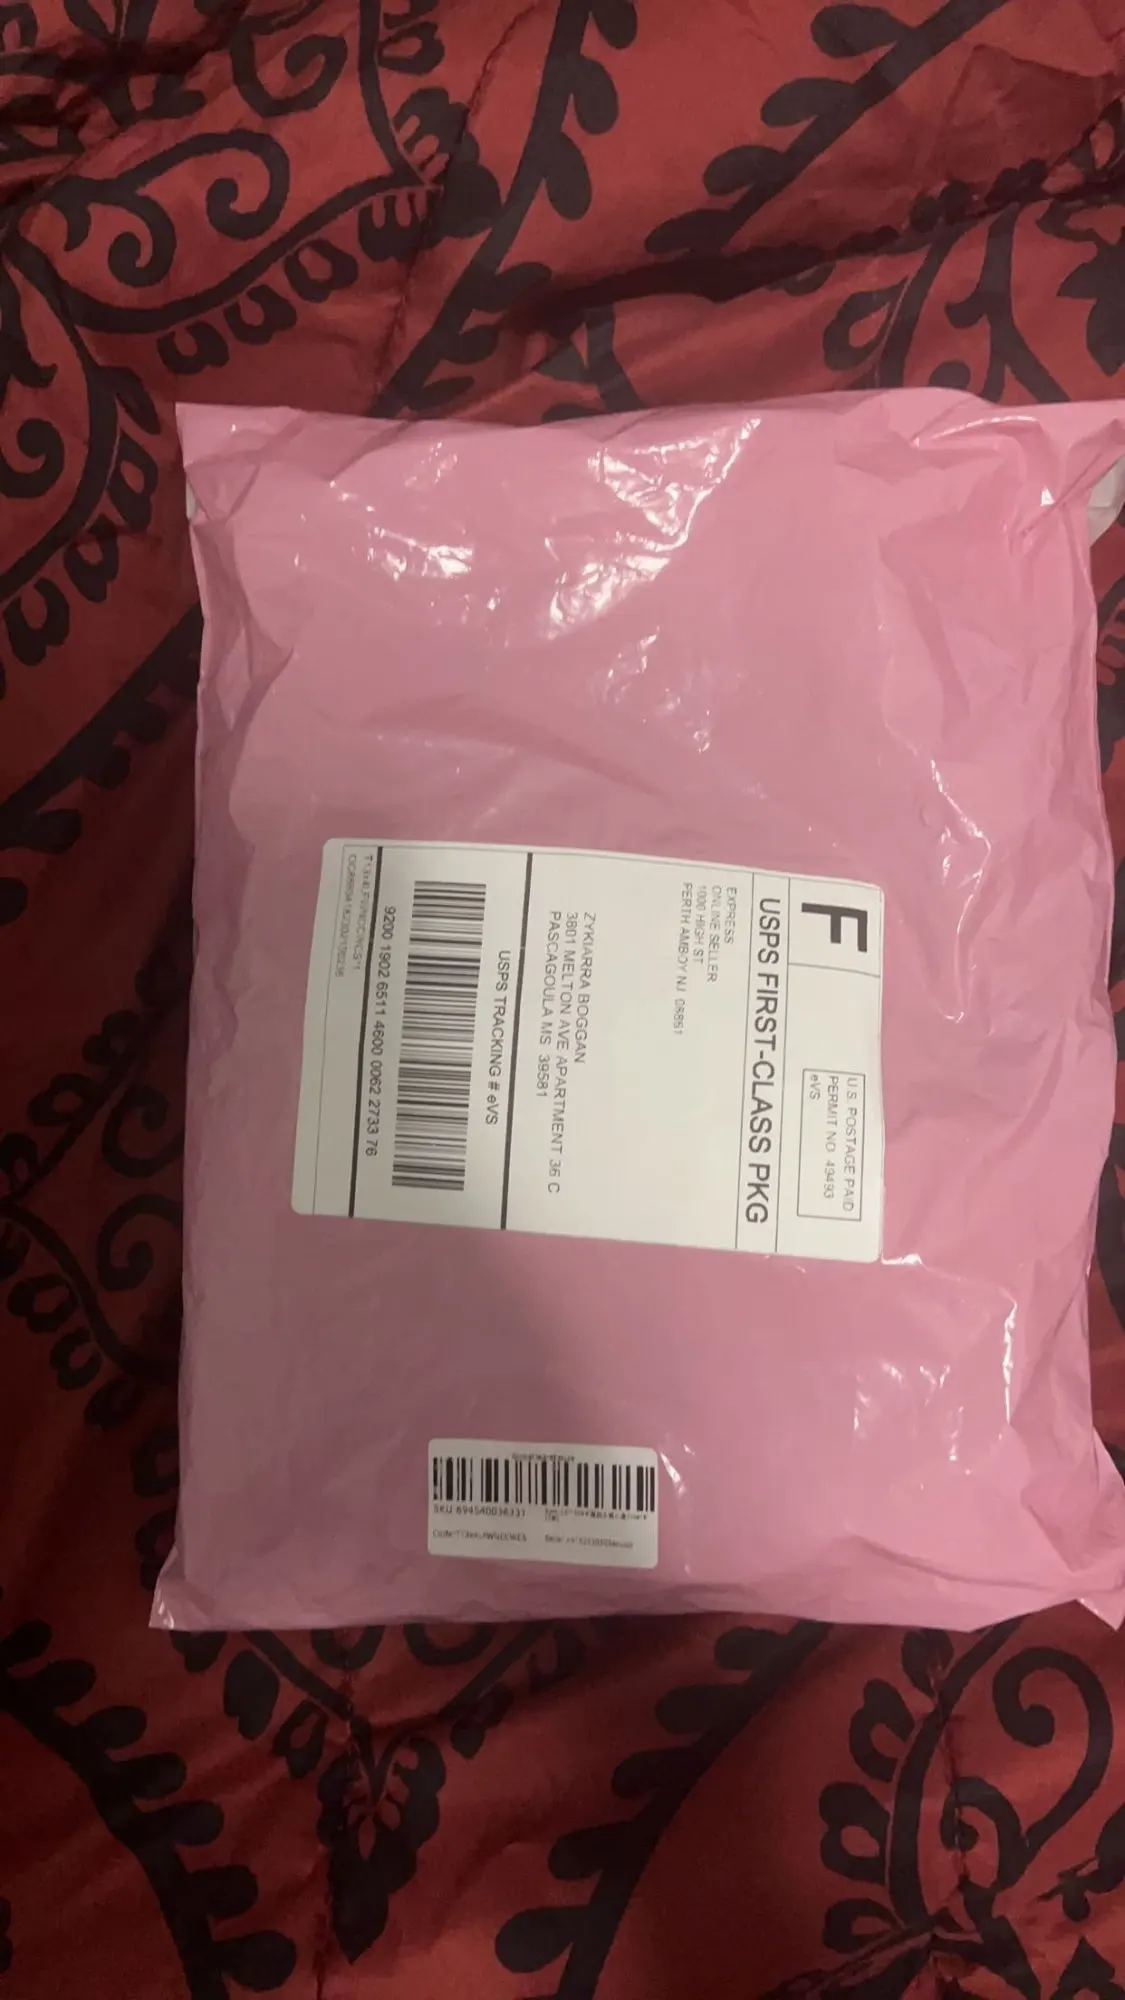 F
U.S. POSTAGE PAID
PERMIT NO. 49493
eVS
USPS FIRST-CLASS PKG
EXPRESS
ONLINE SELLER
1000 HIGH ST
PERTH AMBOY NJ 08861
ZYKIARRA BOGGAN
3801 MELTON AVE APARTMENT 36 C
PASCAGOULA MS 39581
USPS TRACKING # eVS
9200 1902 6511 4600 0062 2733 76